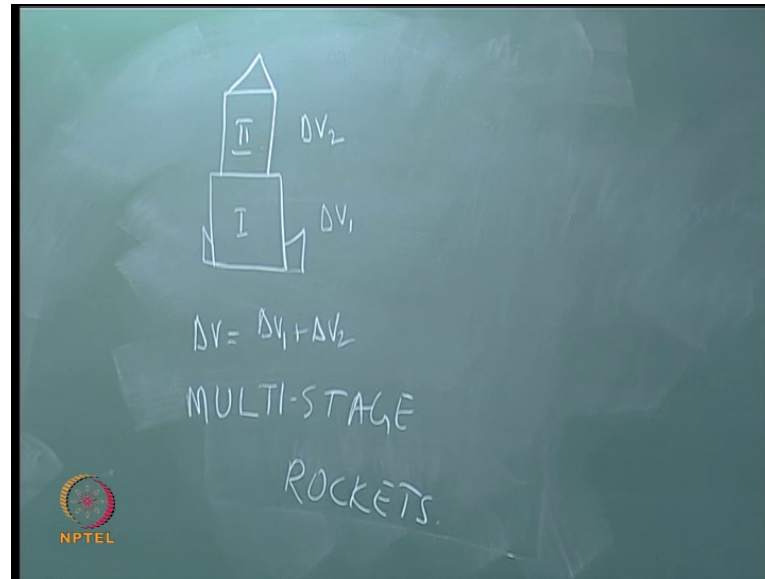 II ΔV₂
I ΔV₁
ΔV = ΔV₁ + ΔV₂
MULTI-STAGE
ROCKETS.
NPTEL